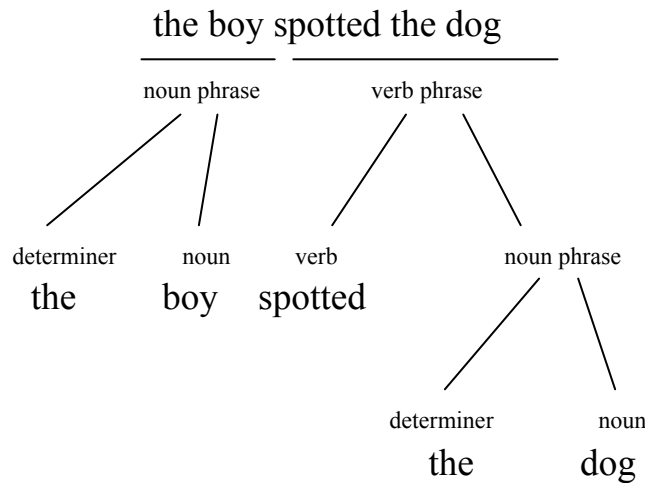 the boy spotted the dog
noun phrase verb phrase
determiner noun verb noun phrase
the boy spotted
determiner noun
the dog